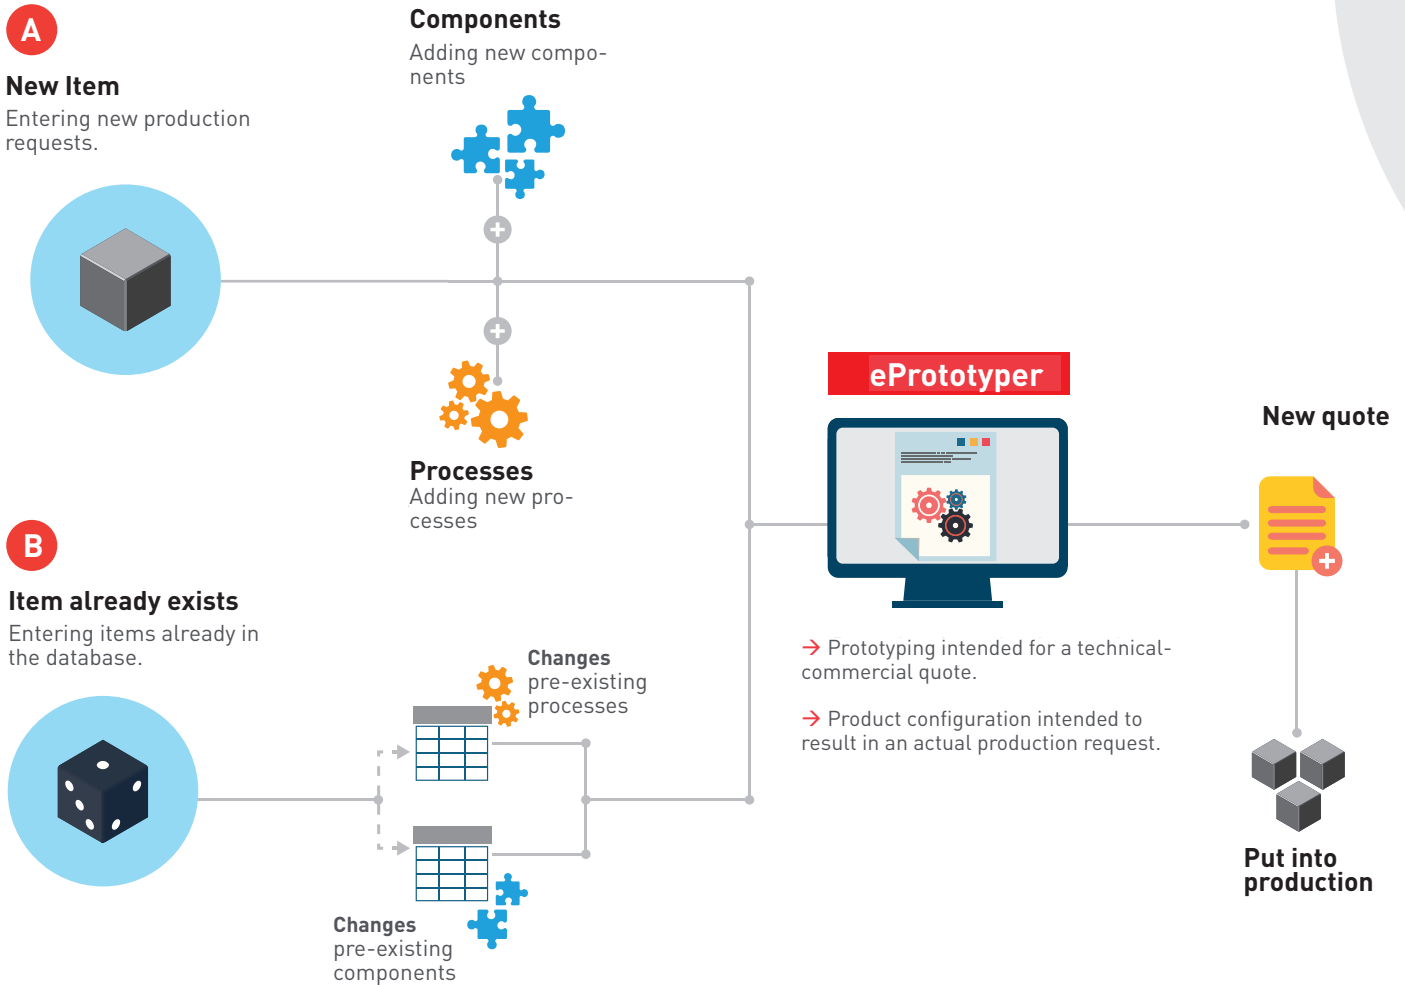 A
New Item
Entering new production
requests.
Components
Adding new compo-
nents
Processes
Adding new pro-
cesses
B
Item already exists
Entering items already in
the database.
Changes
pre-existing
processes
Changes
pre-existing
components
ePrototyper
→ Prototyping intended for a technical-
commercial quote.
→ Product configuration intended to
result in an actual production request.
New quote
Put into
production